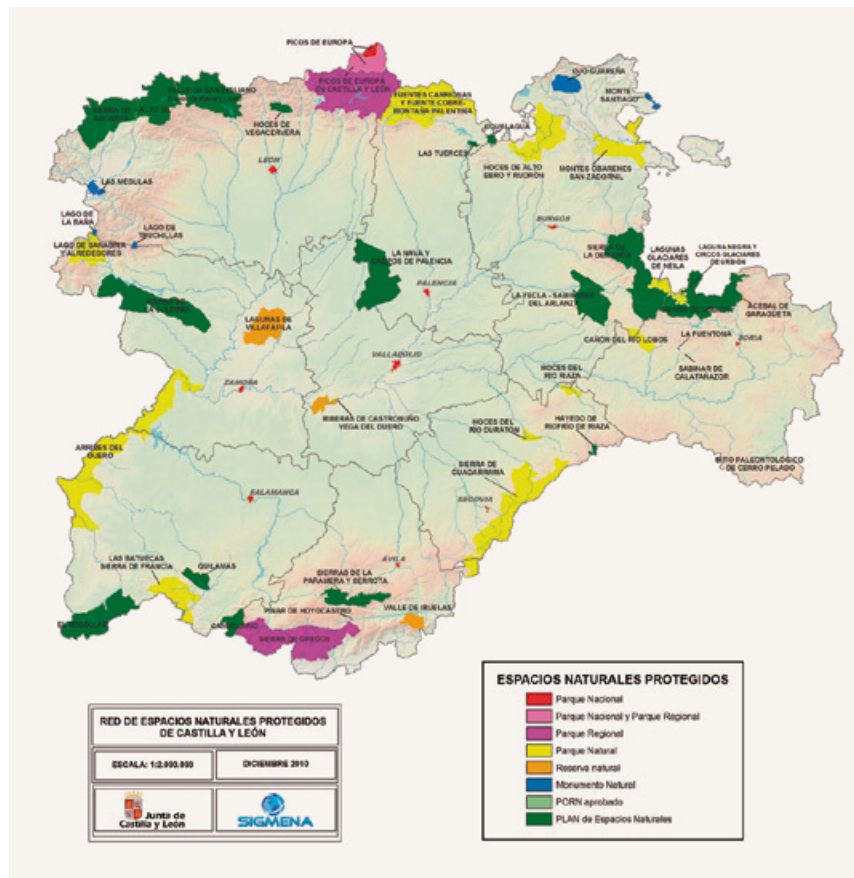 PICOS DE EUROPA
OJO GUAREÑA
PICOS DE EUROPA
EN CASTILLA Y LEÓN
MONTE
SANTIAGO
HOCES DE
VEGACERVERA
LAS TUERCES
LEÓN
HOCES DE ALTO
EBRO Y RUDRÓN
MONTES OBARENES
SAN ZADORNIL
LAS MÉDULAS
LAGO DE
LA BAÑA
LAGO DE
TRUCHILLAS
BURGOS
LAGO DE SANABRIA
Y ALREDEDORES
LA NAVA Y
CAMPOS DE PALENCIA
SIERRA DE
LA DEMANDA
LAGUNAS
GLACIARES
DE NEILA
LAGUNA NEGRA Y
CIRCOS GLACIARES
DE URBIÓN
PALENCIA
LA YECLA - SABINARES
DEL ARLANZA
ACEBAL DE
GARAGÜETA
LAGUNAS DE
VILLAFÁFILA
LA FUENTONA
CAÑÓN DEL RÍO LOBOS
SORIA
VALLADOLID
SABINAR DE
CALATAÑAZOR
HOCES DEL
RÍO RIAZA
ZAMORA
RIBERAS DE CASTRONUÑO
VEGA DEL DUERO
HOCES DEL
RÍO DURATÓN
HAYEDO DE
RIOFRÍO DE RIAZA
ARRIBES DEL
DUERO
SIERRA DE
GUADARRAMA
SITIO PALEONTOLÓGICO
DE CERRO PELADO
SALAMANCA
SEGOVIA
LAS BATUECAS
SIERRA DE FRANCIA
QUILAMAS
ÁVILA
SIERRAS DE LA
PARAMERA Y SERROTA
PINAR DE HOYOCASERO
VALLE DE IRUELAS
SIERRA DE GREDOS
RED DE ESPACIOS NATURALES PROTEGIDOS
DE CASTILLA Y LEÓN
ESCALA: 1:2.000.000
DICIEMBRE 2010
Junta de
Castilla y León
SIGMENA
ESPACIOS NATURALES PROTEGIDOS
Parque Nacional
Parque Nacional y Parque Regional
Parque Regional
Parque Natural
Reserva natural
Monumento Natural
PORN aprobado
PLAN de Espacios Naturales